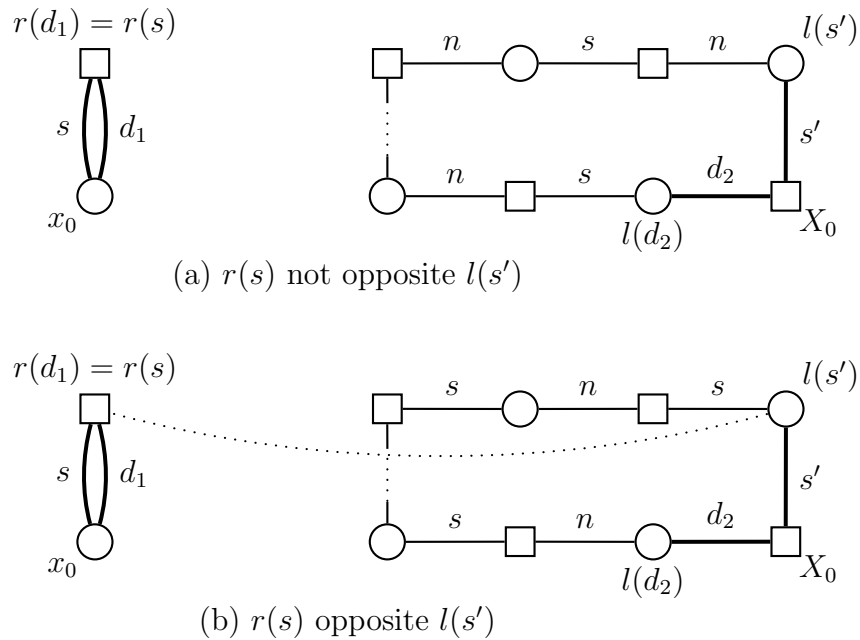 r(d₁) = r(s)
n
s
n
l(s′)
s
d₁
s′
n
s
d₂
x₀
l(d₂)
X₀
(a) r(s) not opposite l(s′)
r(d₁) = r(s)
s
n
s
l(s′)
s
d₁
s′
s
n
d₂
x₀
l(d₂)
X₀
(b) r(s) opposite l(s′)